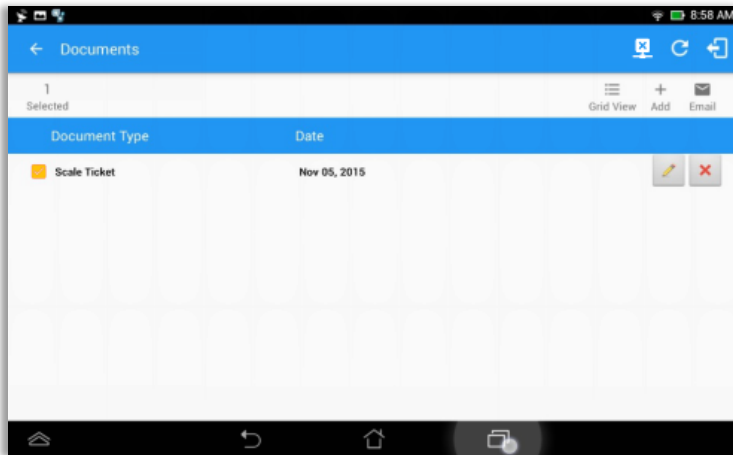 8:58 AM
Documents
1
Selected
Grid View Add Email
Document Type Date
Scale Ticket Nov 05, 2015